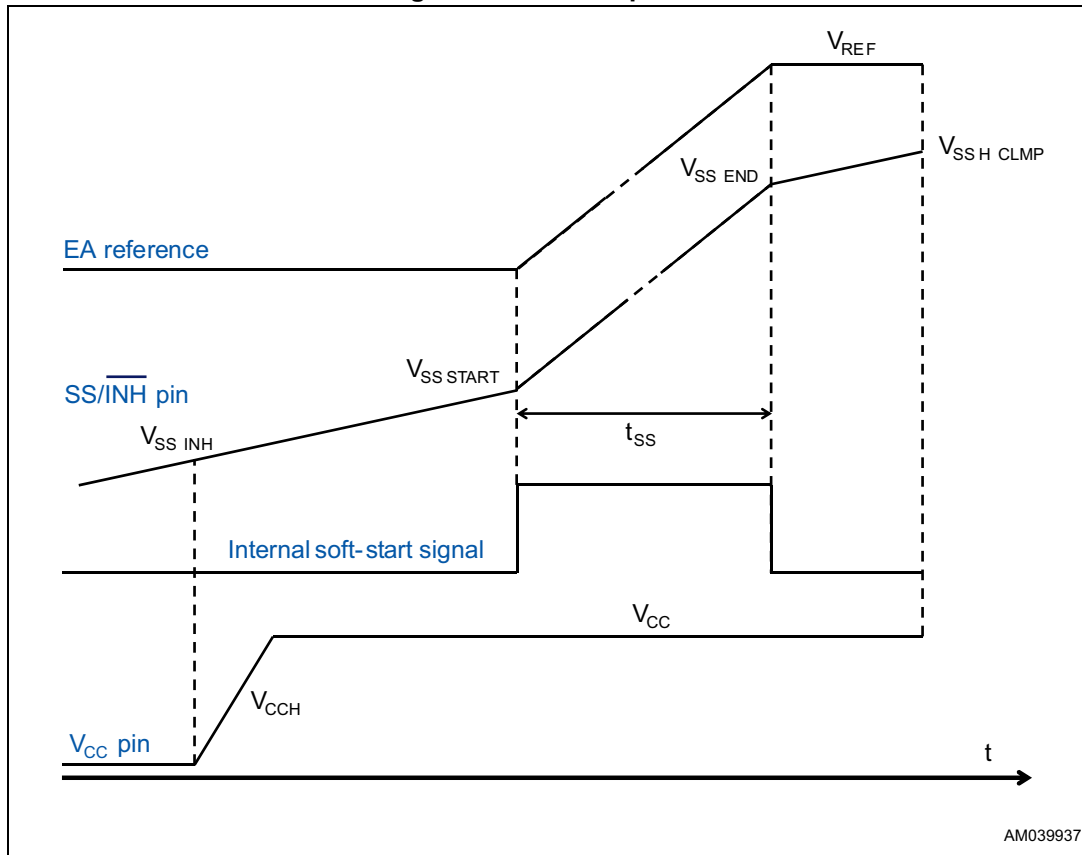 V_REF
V_SS END
V_SS H CLMP
EA reference
V_SS START
SS/INH pin
t_SS
V_SS INH
Internal soft-start signal
V_CC
V_CCH
V_CC pin
t
AM039937